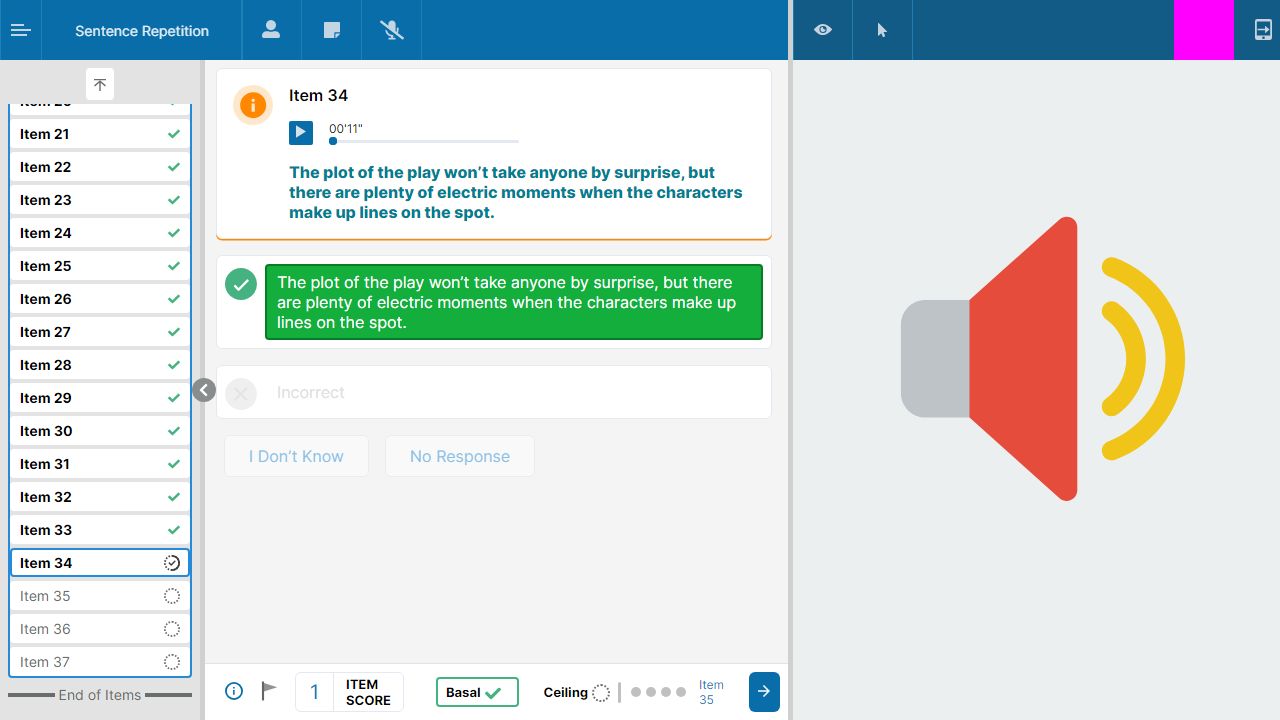 Sentence Repetition
Item 21
Item 22
Item 23
Item 24
Item 25
Item 26
Item 27
Item 28
Item 29
Item 30
Item 31
Item 32
Item 33
Item 34
Item 35
Item 36
Item 37
End of Items
Item 34
00'11"
The plot of the play won’t take anyone by surprise, but
there are plenty of electric moments when the characters
make up lines on the spot.
The plot of the play won’t take anyone by surprise, but there
are plenty of electric moments when the characters make up
lines on the spot.
Incorrect
I Don’t Know
No Response
1
ITEM
SCORE
Basal
Ceiling
Item
35